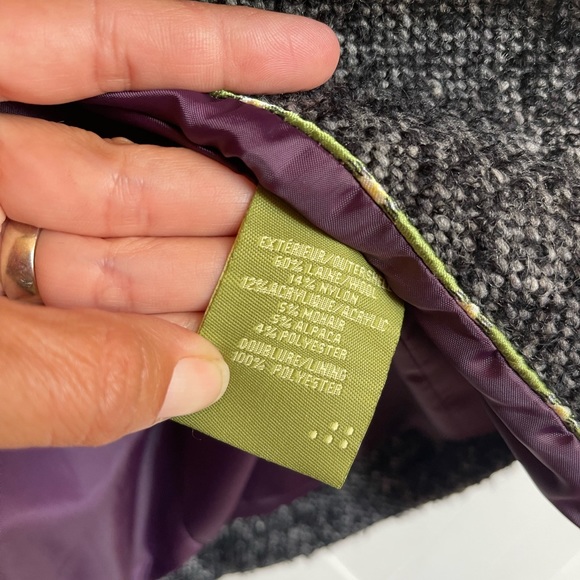 EXTÉRIEUR/OUTERSHELL
60% LAINE/WOOL
14% NYLON
12% ACRYLIQUE/ACRYLIC
5% MOHAIR
5% ALPACA
4% POLYESTER
DOUBLURE/LINING
100% POLYESTER